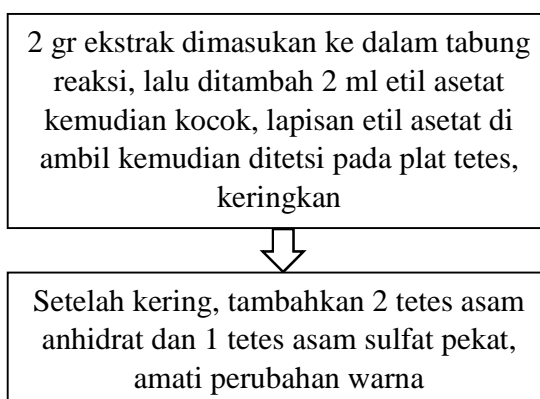 2 gr ekstrak dimasukan ke dalam tabung
reaksi, lalu ditambah 2 ml etil asetat
kemudian kocok, lapisan etil asetat di
ambil kemudian ditetsi pada plat tetes,
keringkan
Setelah kering, tambahkan 2 tetes asam
anhidrat dan 1 tetes asam sulfat pekat,
amati perubahan warna